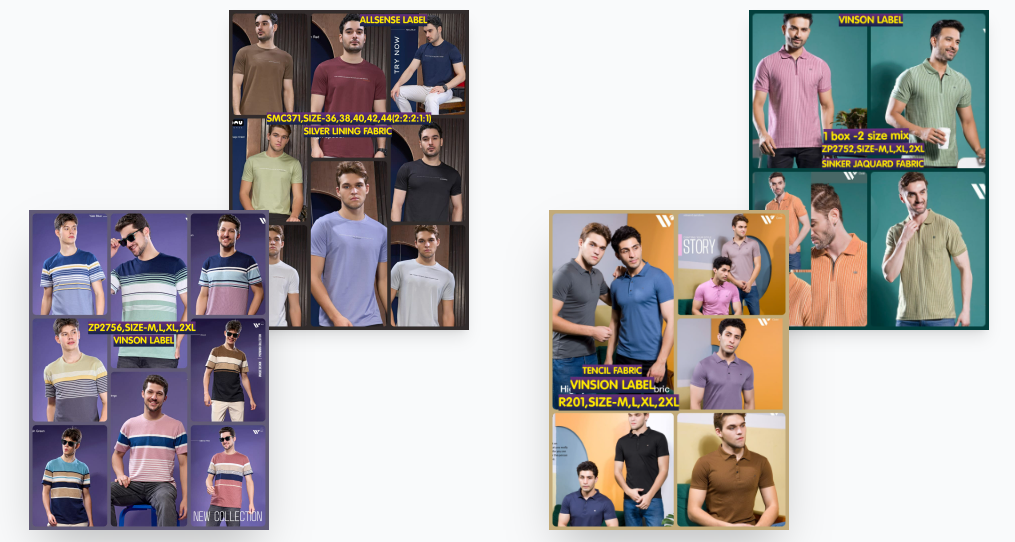 ALLSENSE LABEL
TRY NOW
SMC371,SIZE-36,38,40,42,44(2:2:2:1:1)
SILVER LINING FABRIC
ZP2756,SIZE-M,L,XL,2XL
VINSON LABEL
NEW COLLECTION
VINSON LABEL
1 box -2 size mix
ZP2752,SIZE-M,L,XL,2XL
SINKER JAQUARD FABRIC
STORY
TENCIL FABRIC
VINSION LABEL
R201,SIZE-M,L,XL,2XL